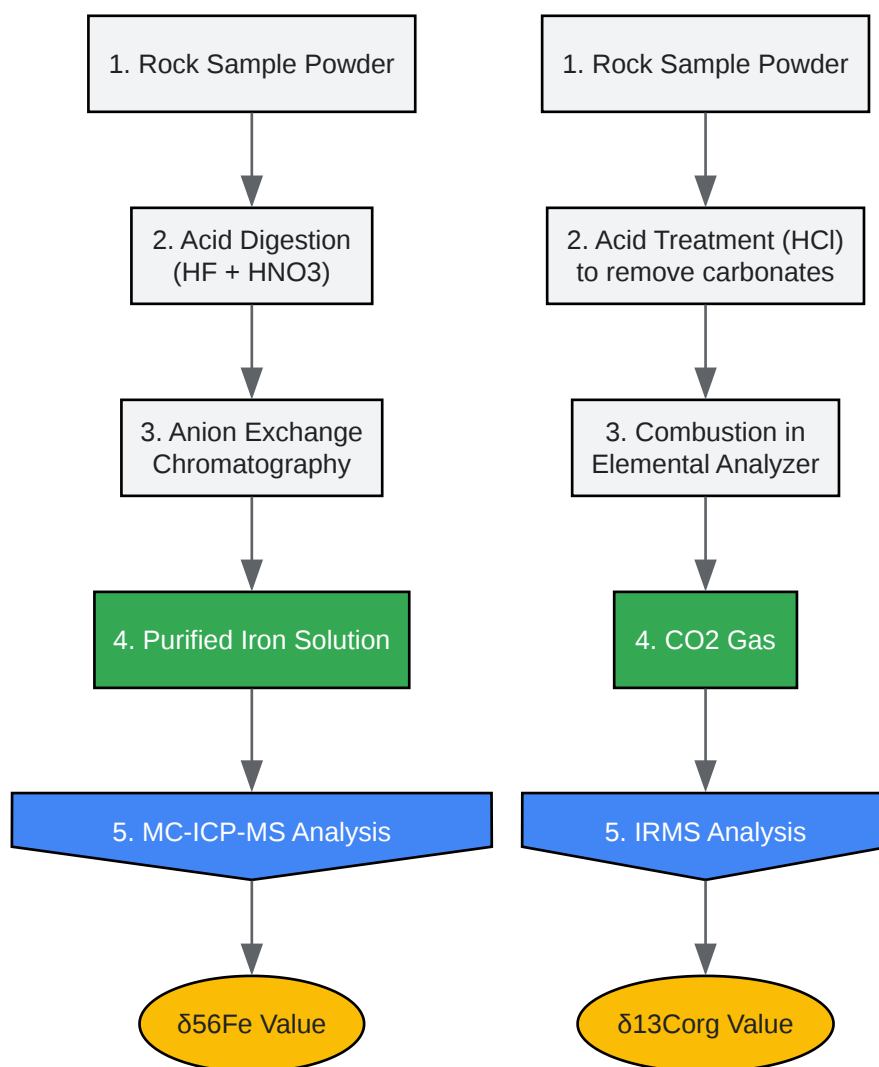 1. Rock Sample Powder
2. Acid Digestion
(HF + HNO3)
3. Anion Exchange
Chromatography
4. Purified Iron Solution
5. MC-ICP-MS Analysis
δ56Fe Value
1. Rock Sample Powder
2. Acid Treatment (HCl)
to remove carbonates
3. Combustion in
Elemental Analyzer
4. CO2 Gas
5. IRMS Analysis
δ13Corg Value